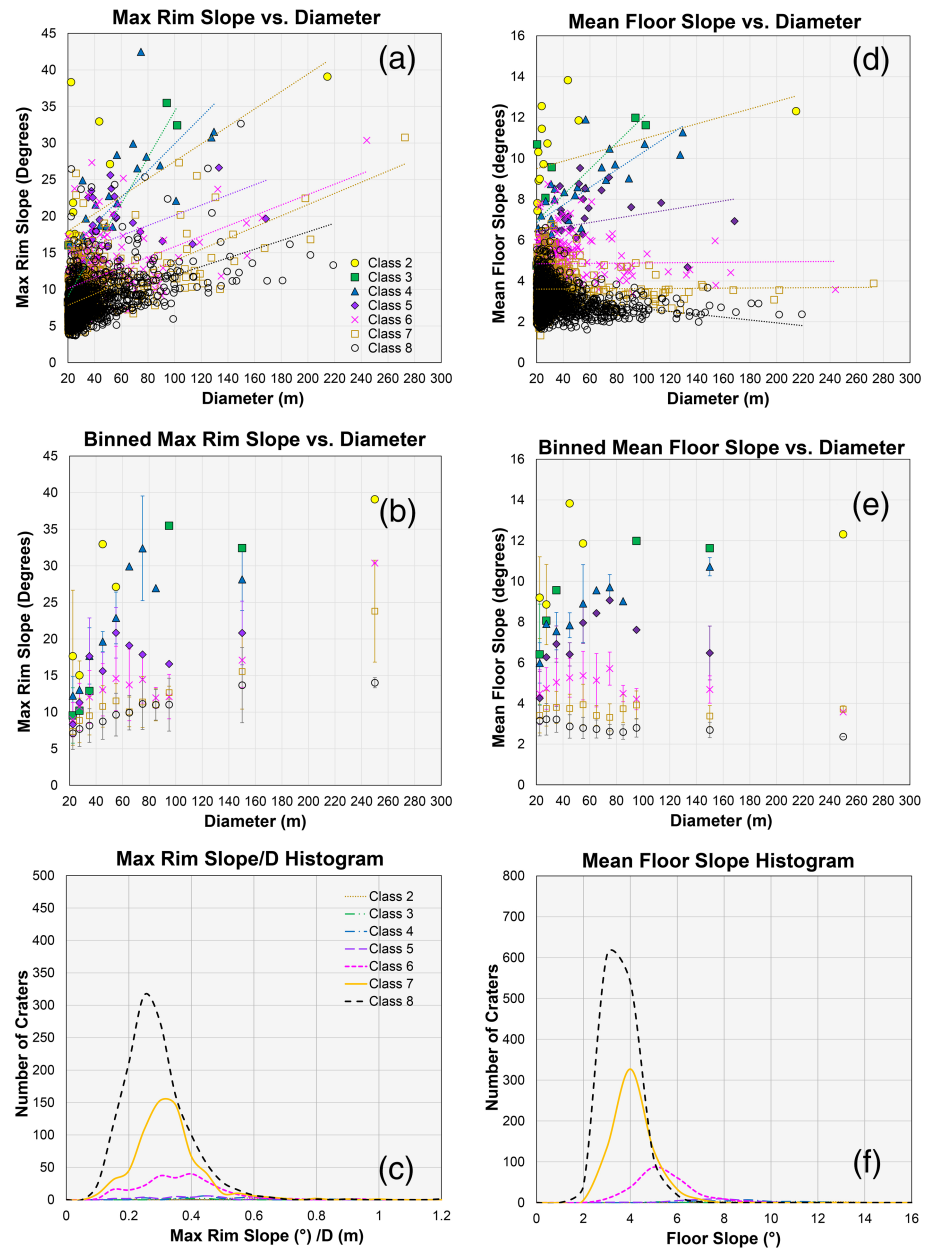 Max Rim Slope vs. Diameter
(a)
Max Rim Slope (Degrees)
45
40
35
30
25
20
15
10
5
0
20 40 60 80 100 120 140 160 180 200 220 240 260 280 300
Diameter (m)
Class 2
Class 3
Class 4
Class 5
Class 6
Class 7
Class 8
Mean Floor Slope vs. Diameter
(d)
Mean Floor Slope (degrees)
16
14
12
10
8
6
4
2
0
20 40 60 80 100 120 140 160 180 200 220 240 260 280 300
Diameter (m)
Binned Max Rim Slope vs. Diameter
(b)
Max Rim Slope (Degrees)
45
40
35
30
25
20
15
10
5
0
20 40 60 80 100 120 140 160 180 200 220 240 260 280 300
Diameter (m)
Binned Mean Floor Slope vs. Diameter
(e)
Mean Floor Slope (degrees)
16
14
12
10
8
6
4
2
0
20 40 60 80 100 120 140 160 180 200 220 240 260 280 300
Diameter (m)
Max Rim Slope/D Histogram
(c)
Number of Craters
500
450
400
350
300
250
200
150
100
50
0
0 0.2 0.4 0.6 0.8 1 1.2
Max Rim Slope (°) /D (m)
Class 2
Class 3
Class 4
Class 5
Class 6
Class 7
Class 8
Mean Floor Slope Histogram
(f)
Number of Craters
800
700
600
500
400
300
200
100
0
0 2 4 6 8 10 12 14 16
Floor Slope (°)